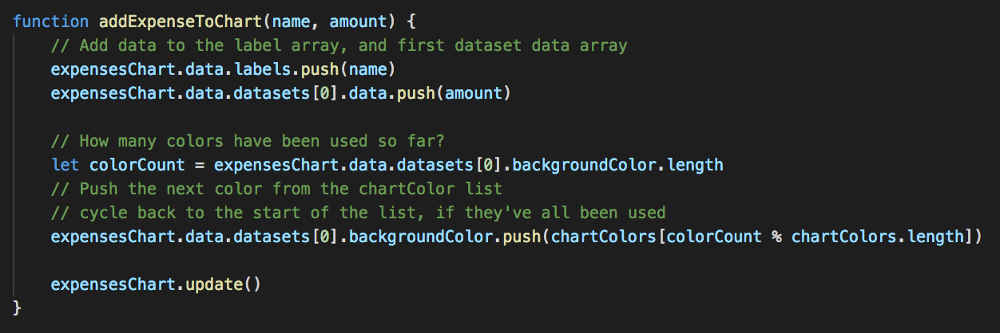 function addExpenseToChart(name, amount) {
    // Add data to the label array, and first dataset data array
    expensesChart.data.labels.push(name)
    expensesChart.data.datasets[0].data.push(amount)

    // How many colors have been used so far?
    let colorCount = expensesChart.data.datasets[0].backgroundColor.length
    // Push the next color from the chartColor list
    // cycle back to the start of the list, if they've all been used
    expensesChart.data.datasets[0].backgroundColor.push(chartColors[colorCount % chartColors.length])

    expensesChart.update()
}